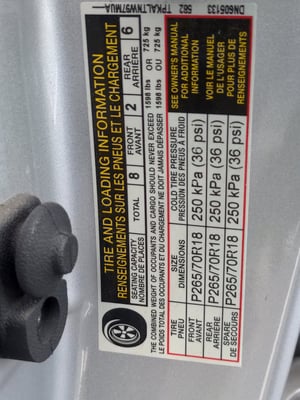 TIRE AND LOADING INFORMATION
RENSEIGNEMENTS SUR LES PNEUS ET LE CHARGEMENT
SEATING CAPACITY
NOMBRE DE PLACES
TOTAL 8
FRONT
AVANT 2
REAR
ARRIÈRE 6
THE COMBINED WEIGHT OF OCCUPANTS AND CARGO SHOULD NEVER EXCEED 1598 lbs / OR 725 kg
LE POIDS TOTAL DES OCCUPANTS ET DU CHARGEMENT NE DOIT JAMAIS DÉPASSER 1598 lbs / OR 725 kg
TIRE
PNEU
SIZE
DIMENSIONS
COLD TIRE PRESSURE
PRESSION DES PNEUS À FROID
FRONT
AVANT P265/70R18 250 kPa (36 psi)
REAR
ARRIÈRE P265/70R18 250 kPa (36 psi)
SPARE
DE SECOURS P265/70R18 250 kPa (36 psi)
SEE OWNER'S MANUAL
FOR ADDITIONAL
INFORMATION
VOIR LE MANUEL
DE L'USAGER
POUR PLUS DE
RENSEIGNEMENTS
562